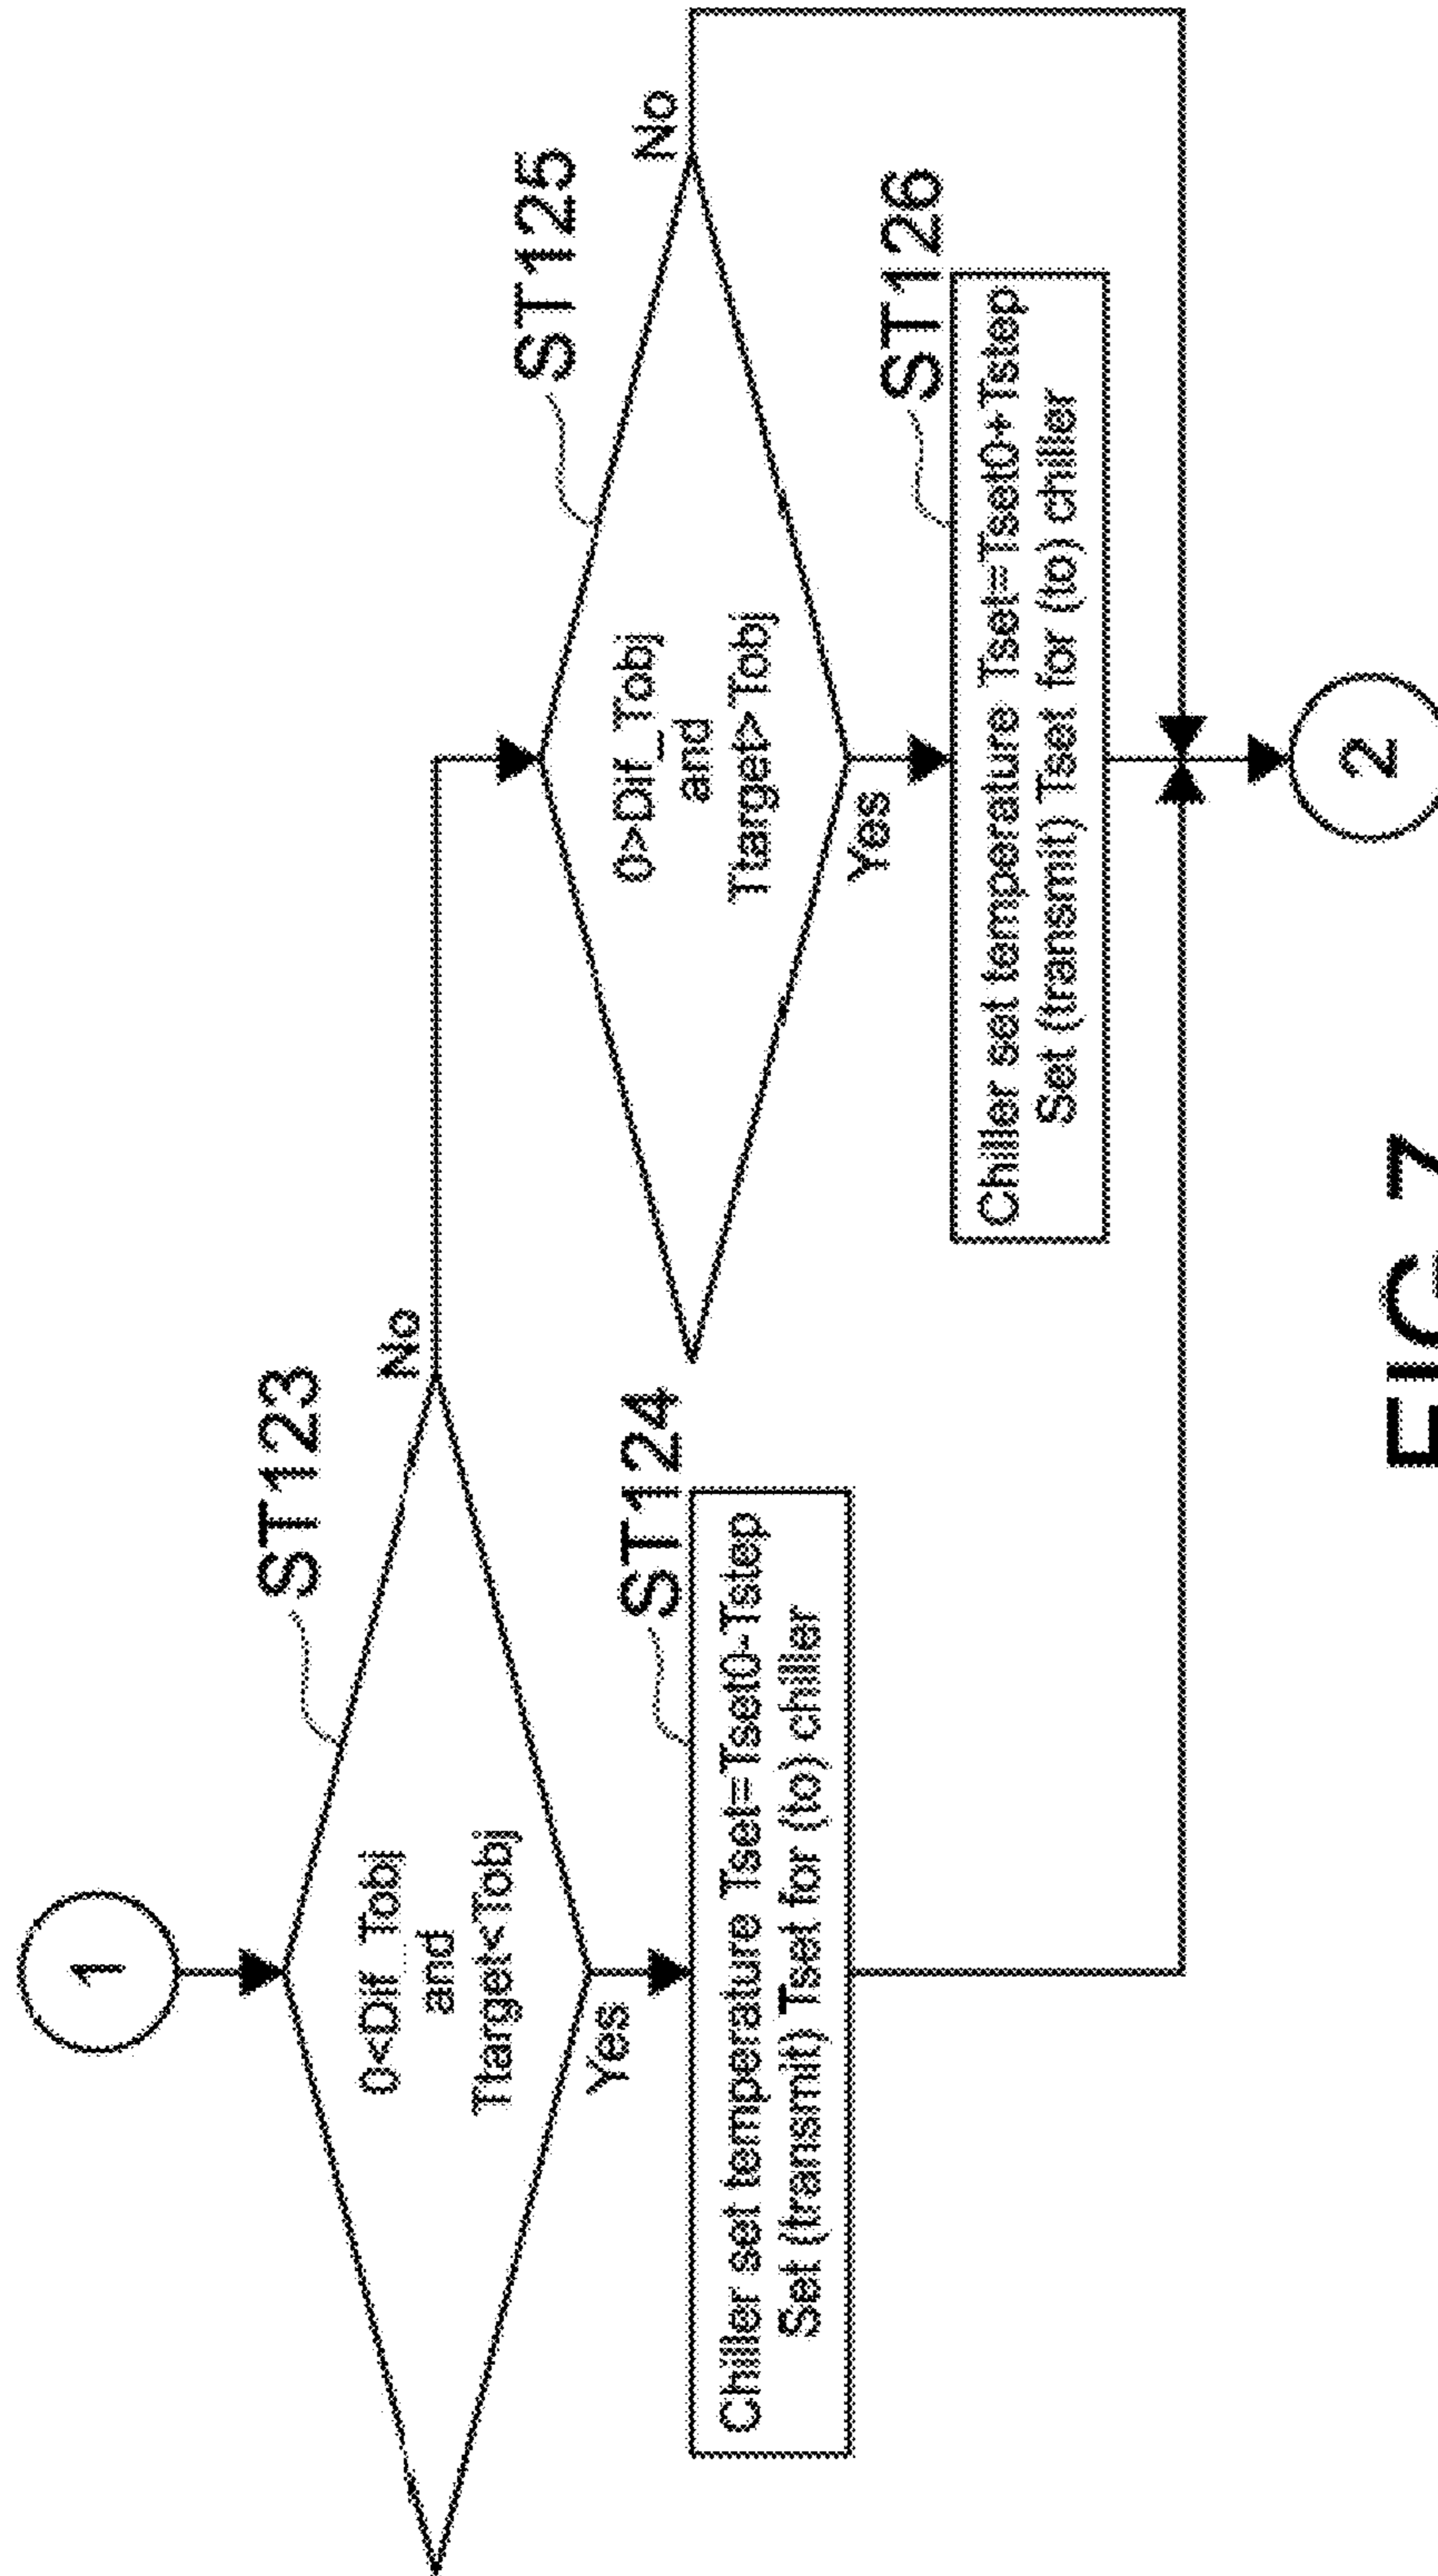 1
ST123
0<Dif_Tobj
and
Ttarget<Tobj
No
Yes
ST124
Chiller set temperature Tset=Tset0-Tstep
Set (transmit) Tset for (to) chiller
ST125
0>Dif_Tobj
and
Ttarget>Tobj
No
Yes
ST126
Chiller set temperature Tset=Tset0+Tstep
Set (transmit) Tset for (to) chiller
2
FIG.7